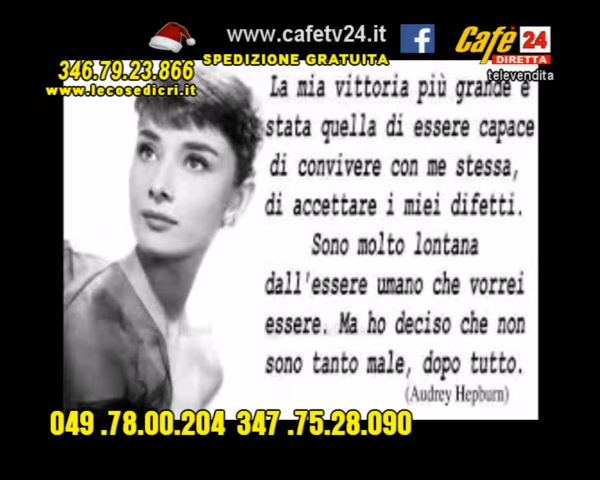 www.cafetv24.it
f
Cafè 24
DIRETTA
televendita
SPEDIZIONE GRATUITA
346.79.23.866
www.lecosedicri.it
La mia vittoria più grande è
stata quella di essere capace
di convivere con me stessa,
di accettare i miei difetti.
Sono molto lontana
dall'essere umano che vorrei
essere. Ma ho deciso che non
sono tanto male, dopo tutto.
(Audrey Hepburn)
049 .78.00.204 347 .75.28.090